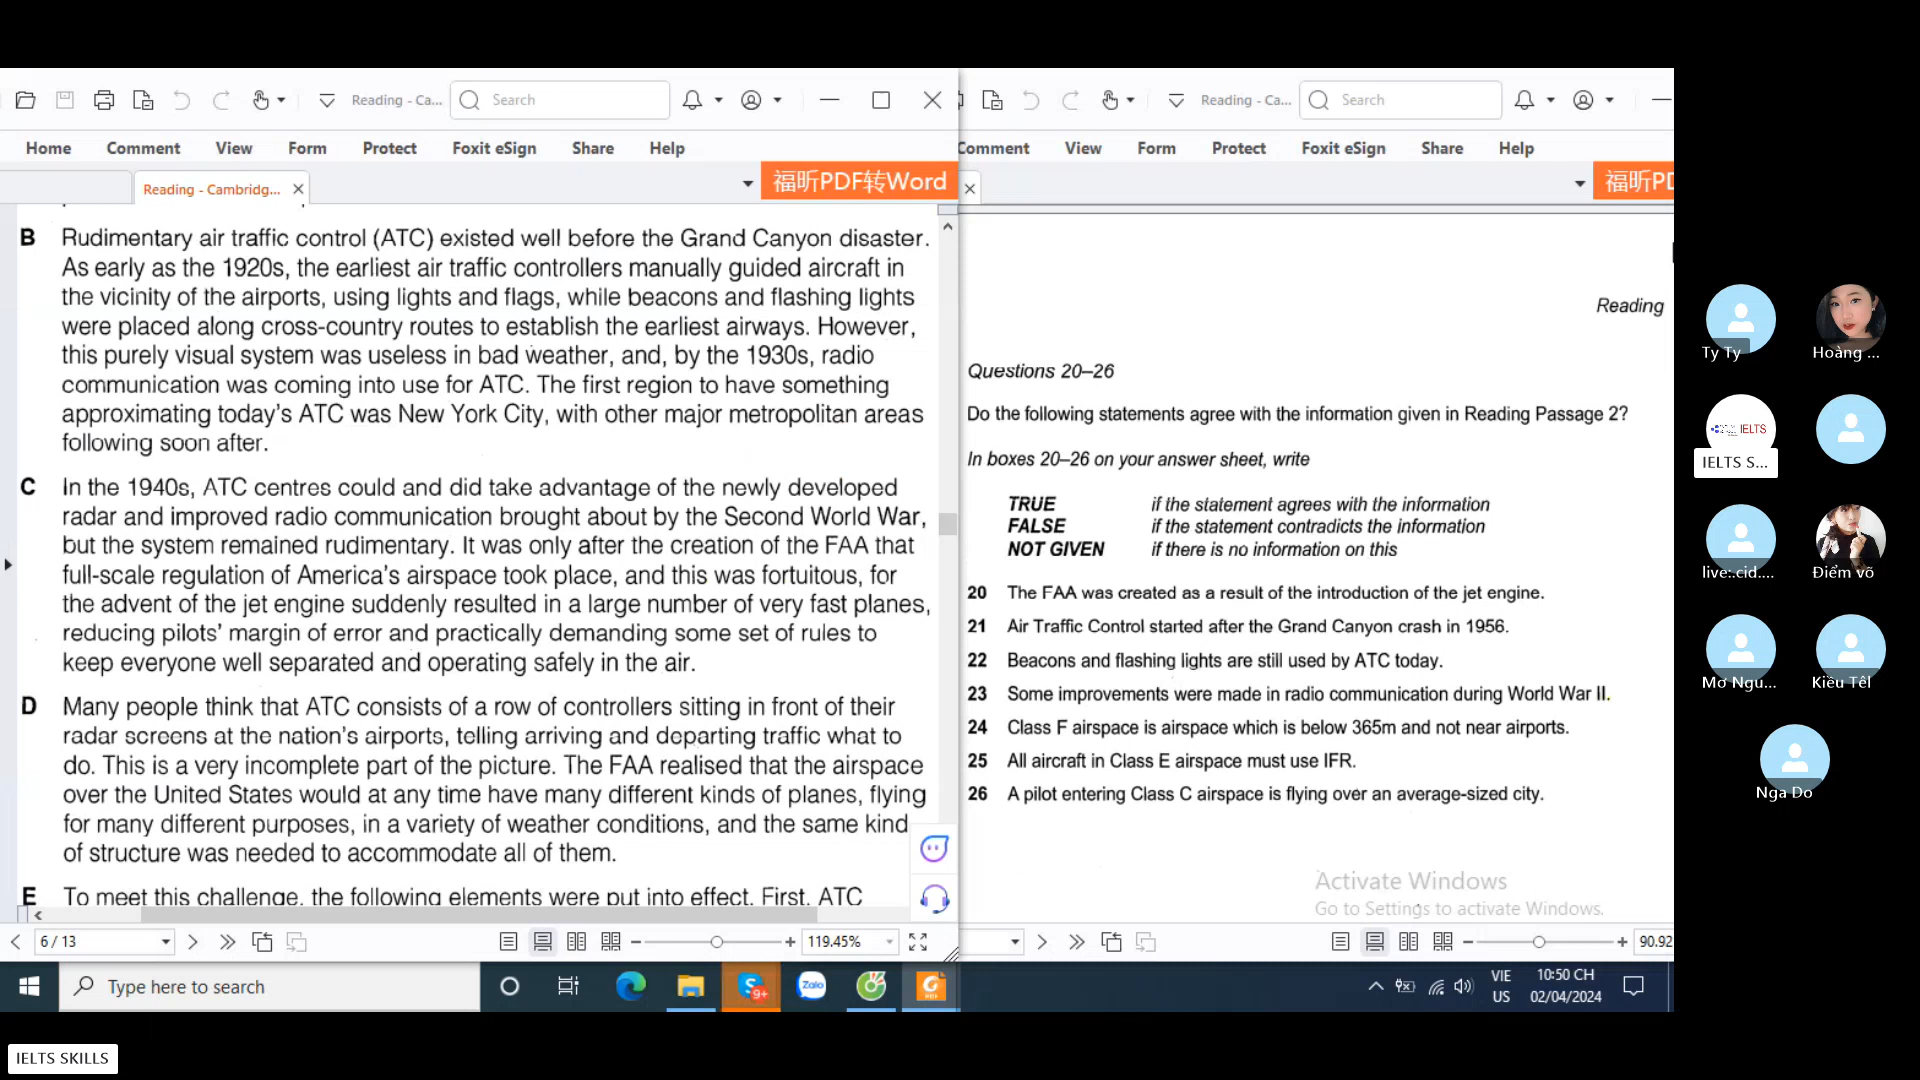 Reading - Ca...
Search
Reading - Ca...
Search
Home Comment View Form Protect Foxit eSign Share Help
Comment View Form Protect Foxit eSign Share Help
Reading - Cambridg...
福昕PDF转Word
福昕PD
B Rudimentary air traffic control (ATC) existed well before the Grand Canyon disaster.
As early as the 1920s, the earliest air traffic controllers manually guided aircraft in
the vicinity of the airports, using lights and flags, while beacons and flashing lights
were placed along cross-country routes to establish the earliest airways. However,
this purely visual system was useless in bad weather, and, by the 1930s, radio
communication was coming into use for ATC. The first region to have something
approximating today's ATC was New York City, with other major metropolitan areas
following soon after.
C In the 1940s, ATC centres could and did take advantage of the newly developed
radar and improved radio communication brought about by the Second World War,
but the system remained rudimentary. It was only after the creation of the FAA that
full-scale regulation of America's airspace took place, and this was fortuitous, for
the advent of the jet engine suddenly resulted in a large number of very fast planes,
reducing pilots' margin of error and practically demanding some set of rules to
keep everyone well separated and operating safely in the air.
D Many people think that ATC consists of a row of controllers sitting in front of their
radar screens at the nation's airports, telling arriving and departing traffic what to
do. This is a very incomplete part of the picture. The FAA realised that the airspace
over the United States would at any time have many different kinds of planes, flying
for many different purposes, in a variety of weather conditions, and the same kind
of structure was needed to accommodate all of them.
E To meet this challenge, the following elements were put into effect. First, ATC
Reading
Questions 20–26
Do the following statements agree with the information given in Reading Passage 2?
In boxes 20–26 on your answer sheet, write
TRUE if the statement agrees with the information
FALSE if the statement contradicts the information
NOT GIVEN if there is no information on this
20 The FAA was created as a result of the introduction of the jet engine.
21 Air Traffic Control started after the Grand Canyon crash in 1956.
22 Beacons and flashing lights are still used by ATC today.
23 Some improvements were made in radio communication during World War II.
24 Class F airspace is airspace which is below 365m and not near airports.
25 All aircraft in Class E airspace must use IFR.
26 A pilot entering Class C airspace is flying over an average-sized city.
Activate Windows
Go to Settings to activate Windows.
6 / 13
119.45%
90.92
Type here to search
9+
Zalo
PDF
VIE
US
10:50 CH
02/04/2024
Ty Ty
Hoàng ...
IELTS
IELTS S...
live:.cid....
Điểm võ
Mơ Ngu...
Kiều Têl
Nga Do
IELTS SKILLS